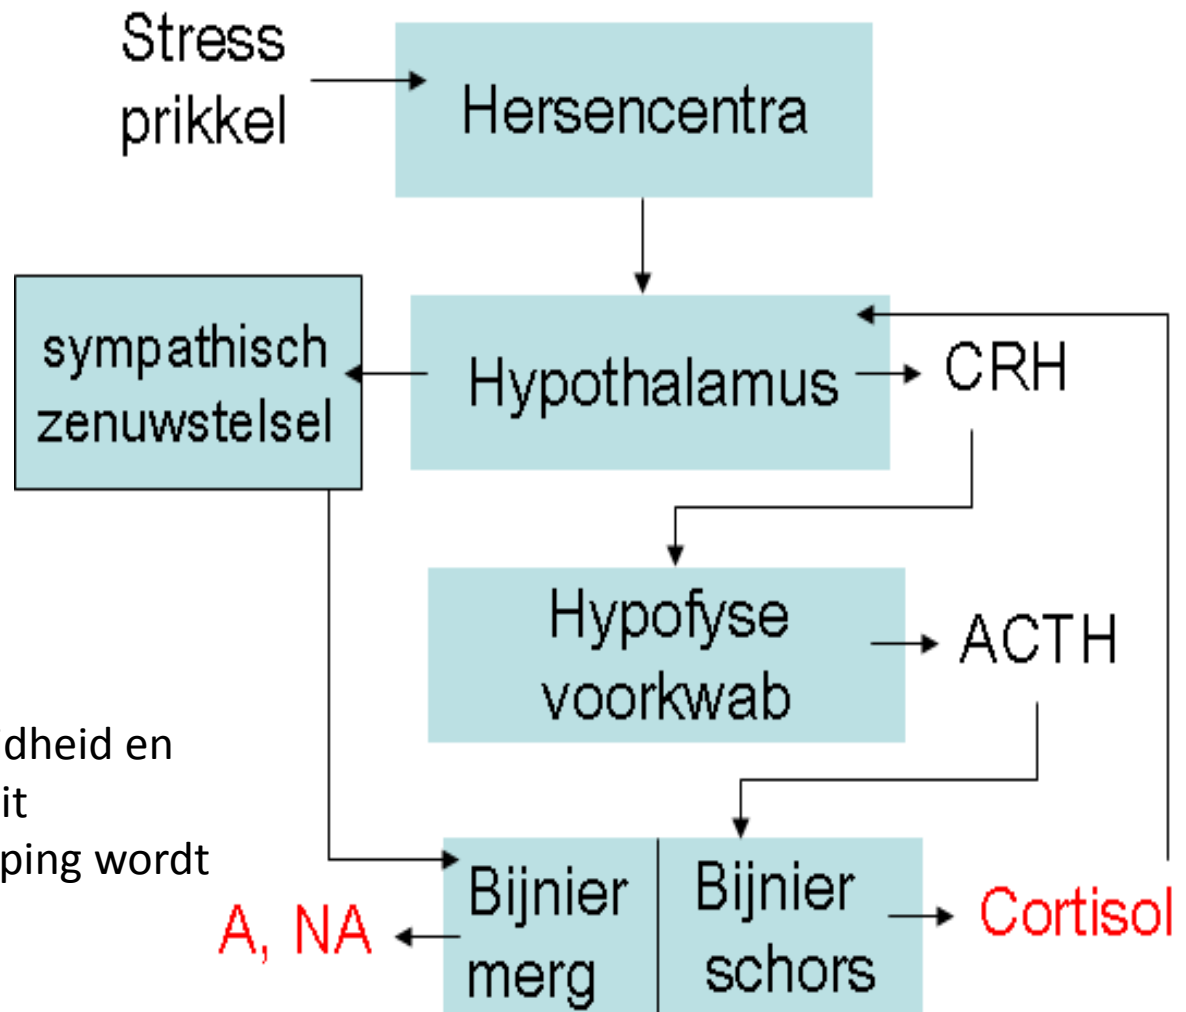 Stress
prikkel
Hersencentra
sympathisch
zenuwstelsel
Hypothalamus
CRH
Hypofyse
voorkwab
ACTH
dheid en
it
ping wordt
Bijnier
merg
Bijnier
schors
A, NA
Cortisol